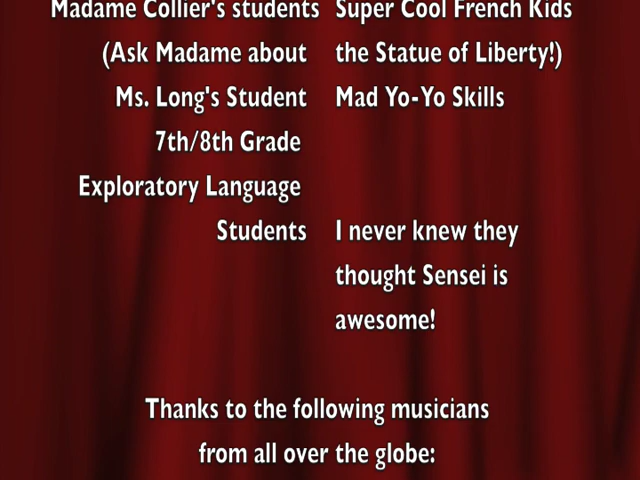 Madame Collier's students Super Cool French Kids
(Ask Madame about the Statue of Liberty!)
Ms. Long's Student Mad Yo-Yo Skills
7th/8th Grade
Exploratory Language
Students I never knew they
thought Sensei is
awesome!
Thanks to the following musicians
from all over the globe: